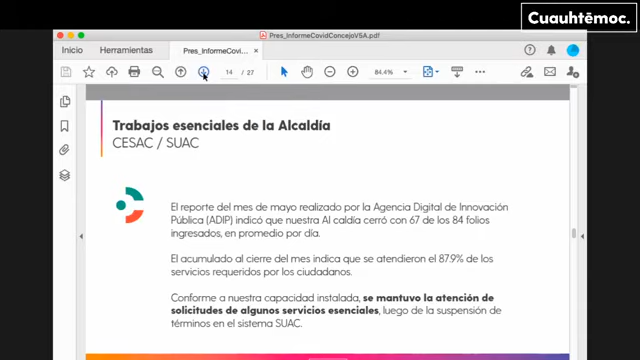 Cuauhtēmoc.
Pres_InformeCovidConcejoVSA.pdf
Inicio
Herramientas
Pres_InformeCovi...
×
14 / 27
84.4%
Trabajos esenciales de la Alcaldía
CESAC / SUAC
El reporte del mes de mayo realizado por la Agencia Digital de Innovación
Pública (ADIP) indicó que nuestra Al caldía cerró con 67 de los 84 folios
ingresados, en promedio por día.
El acumulado al cierre del mes indica que se atendieron el 87.9% de los
servicios requeridos por los ciudadanos.
Conforme a nuestra capacidad instalada, se mantuvo la atención de
solicitudes de algunos servicios esenciales, luego de la suspensión de
términos en el sistema SUAC.